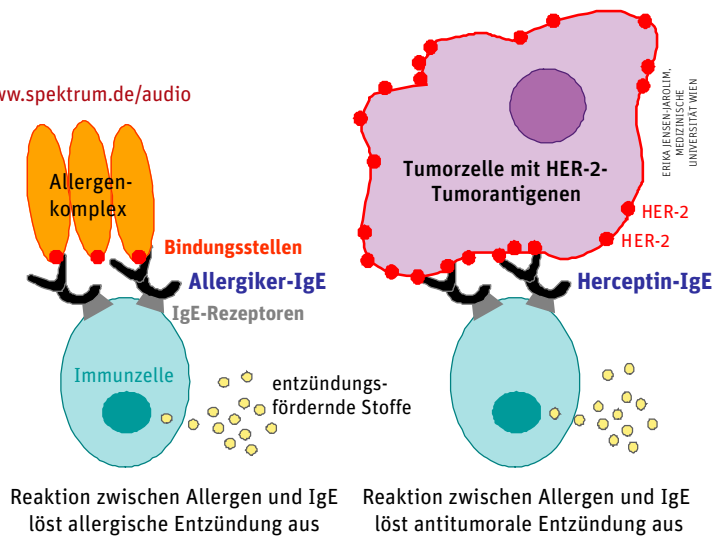 ww.spektrum.de/audio
Allergen-
komplex
Bindungsstellen
Allergiker-IgE
IgE-Rezeptoren
Immunzelle
entzündungs-
fördernde Stoffe
Reaktion zwischen Allergen und IgE
löst allergische Entzündung aus
Tumorzelle mit HER-2-
Tumorantigenen
HER-2
HER-2
Herceptin-IgE
ERIKA JENSEN-JAROLIM,
MEDIZINISCHE
UNIVERSITÄT WIEN
Reaktion zwischen Allergen und IgE
löst antitumorale Entzündung aus